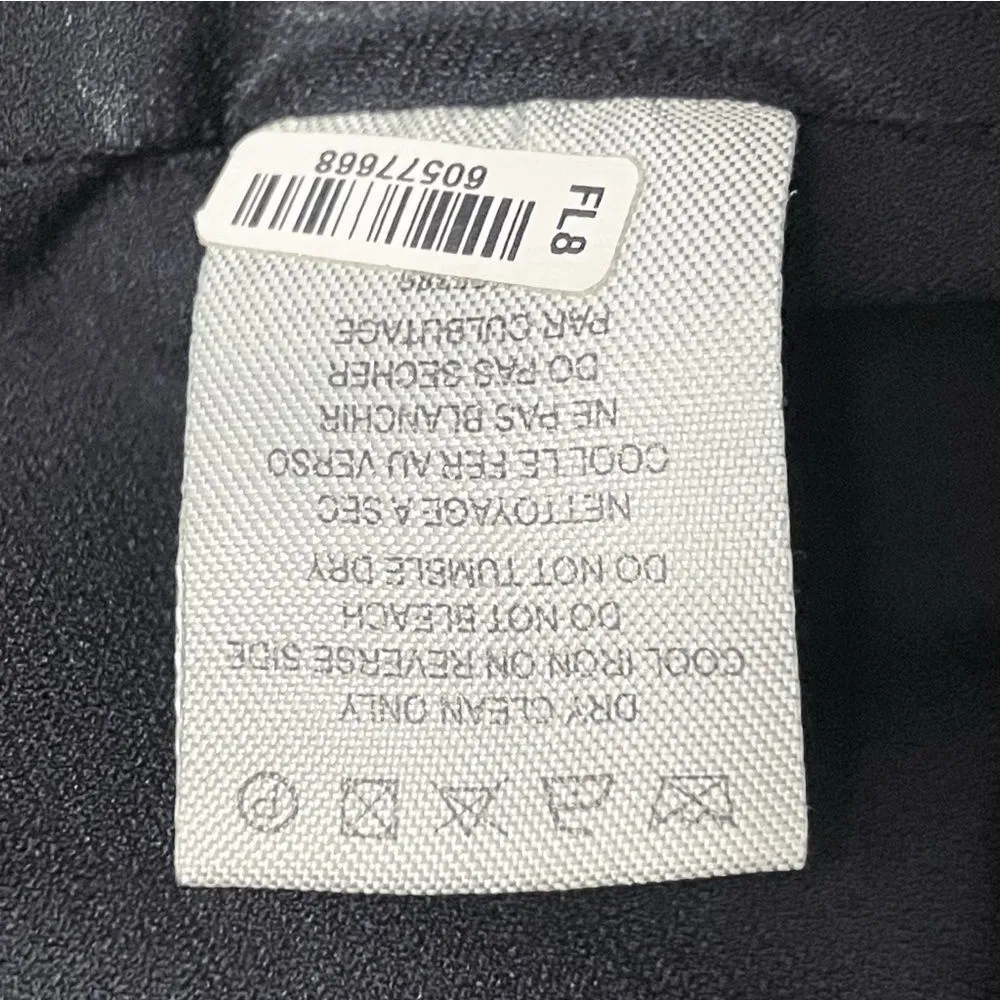 P
DRY CLEAN ONLY
COOL IRON ON REVERSE SIDE
DO NOT BLEACH
DO NOT TUMBLE DRY
NETTOYAGE A SEC
COOL LE FER AU VERSO
NE PAS BLANCHIR
DO PAS SECHER
PAR CULBUTAGE
FL8
60577668